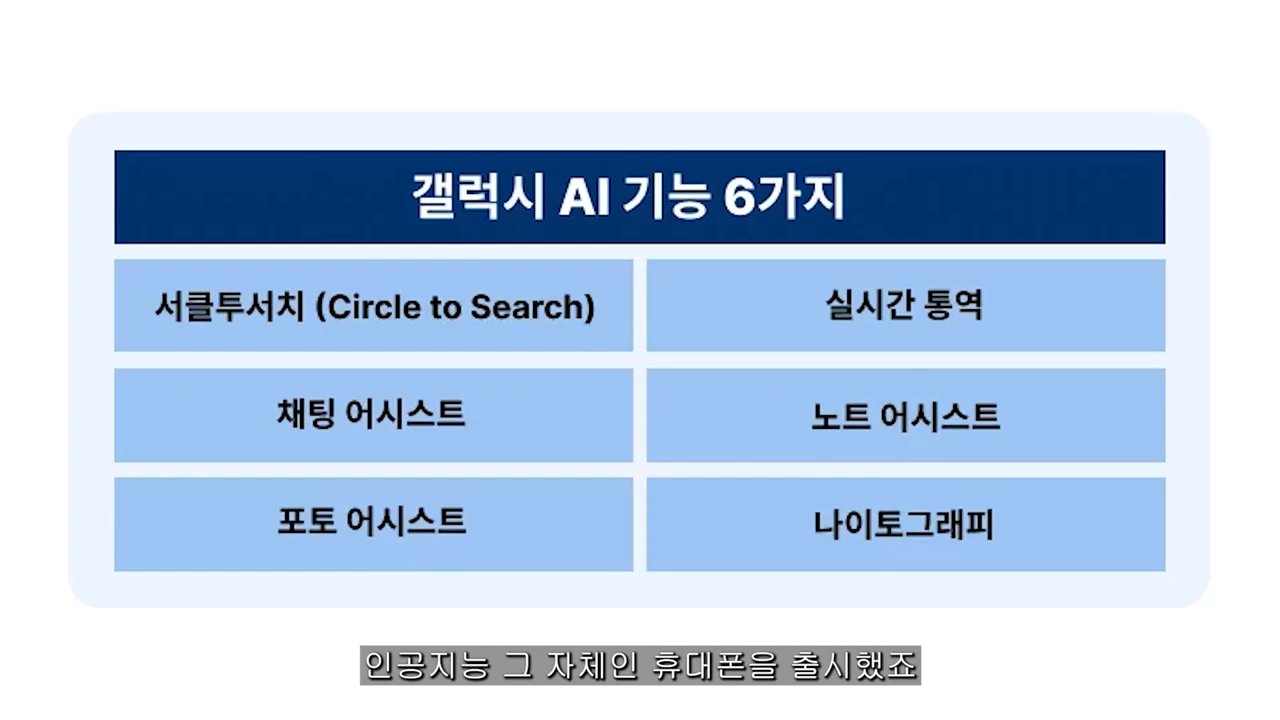 갤럭시 AI 기능 6가지
서클투서치 (Circle to Search)
실시간 통역
채팅 어시스트
노트 어시스트
포토 어시스트
나이토그래피
인공지능 그 자체인 휴대폰을 출시했죠